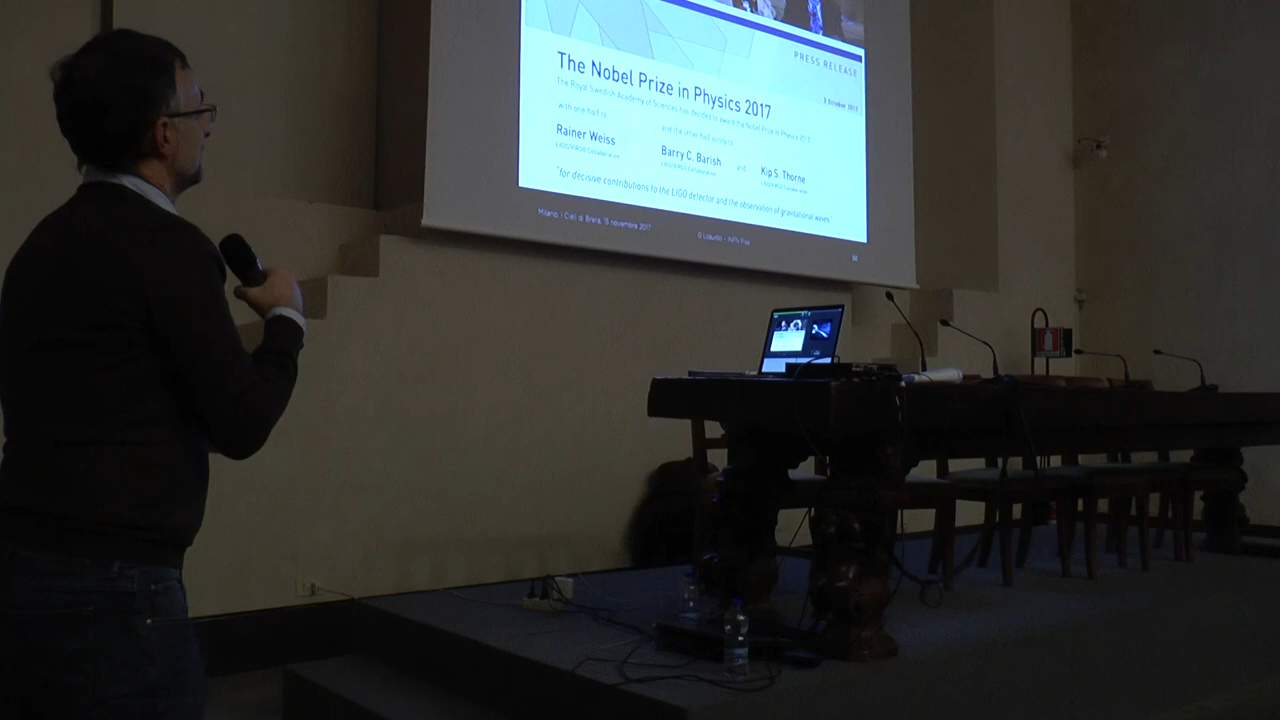 PRESS RELEASE
3 October 2017
The Nobel Prize in Physics 2017
The Royal Swedish Academy of Sciences has decided to award the Nobel Prize in Physics 2017
with one half to
and the other half jointly to
Rainer Weiss
LIGO/VIRGO Collaboration
Barry C. Barish
LIGO/VIRGO Collaboration
and
Kip S. Thorne
LIGO/VIRGO Collaboration
"for decisive contributions to the LIGO detector and the observation of gravitational waves"
Milano, I Cieli di Brera, 15 novembre 2017
G Losurdo - INFN Pisa